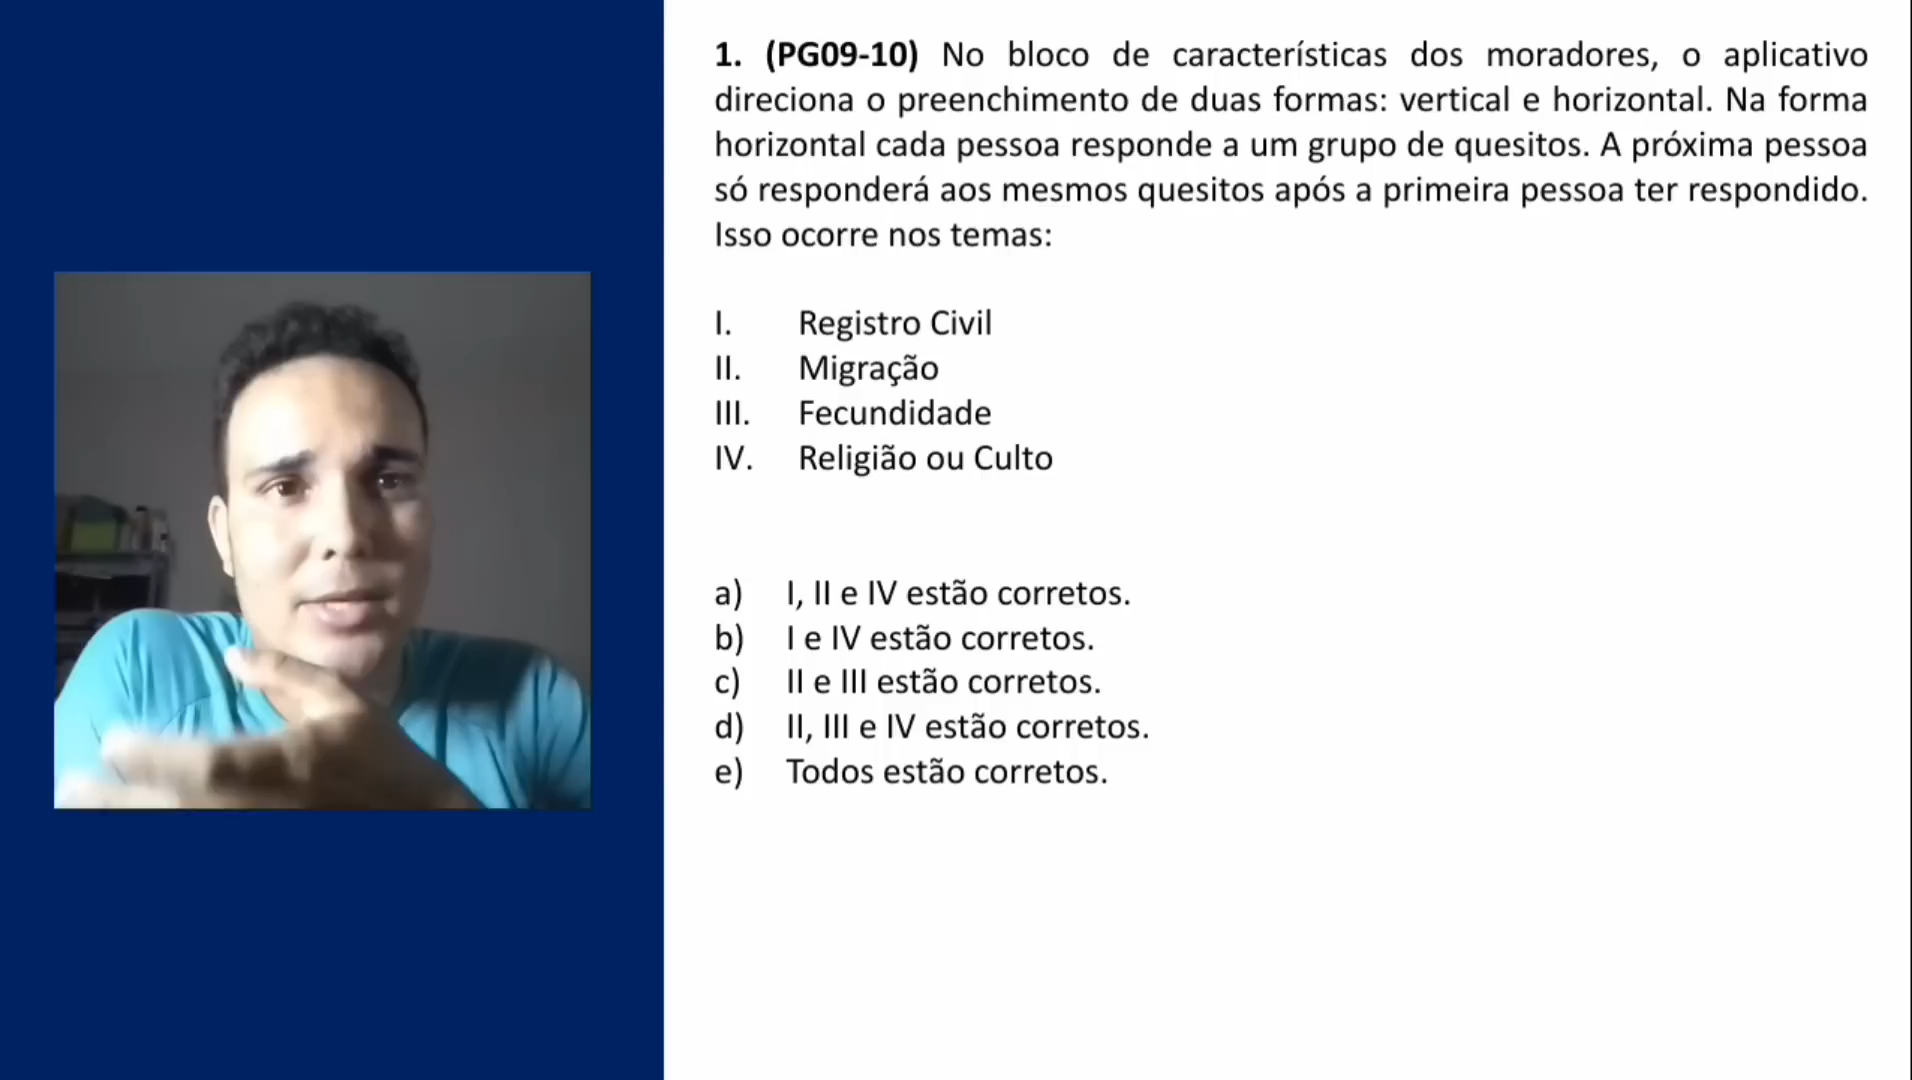 1. (PG09-10) No bloco de características dos moradores, o aplicativo
direciona o preenchimento de duas formas: vertical e horizontal. Na forma
horizontal cada pessoa responde a um grupo de quesitos. A próxima pessoa
só responderá aos mesmos quesitos após a primeira pessoa ter respondido.
Isso ocorre nos temas:
I. Registro Civil
II. Migração
III. Fecundidade
IV. Religião ou Culto
a) I, II e IV estão corretos.
b) I e IV estão corretos.
c) II e III estão corretos.
d) II, III e IV estão corretos.
e) Todos estão corretos.